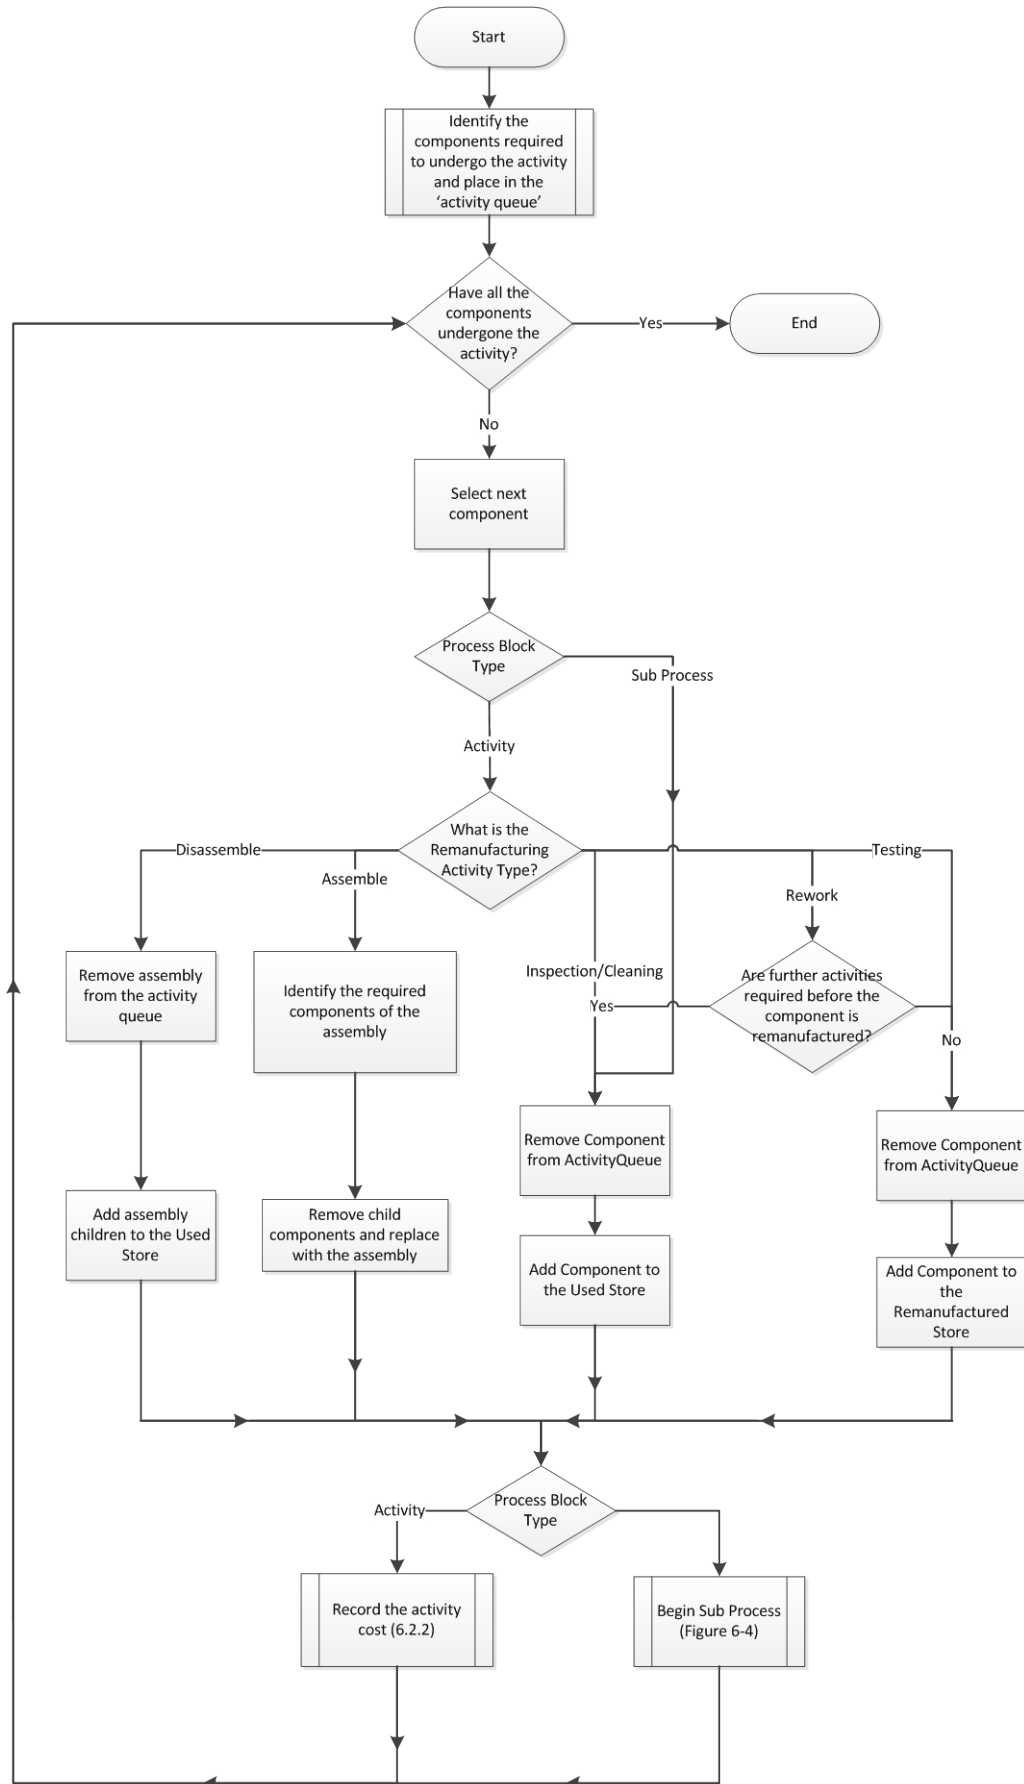 Start
Identify the
components required
to undergo the activity
and place in the
‘activity queue’
Have all the
components
undergone the
activity?
Yes
End
No
Select next
component
Process Block
Type
Sub Process
Activity
What is the
Remanufacturing
Activity Type?
Disassemble
Assemble
Testing
Rework
Inspection/Cleaning
Yes
Are further activities
required before the
component is
remanufactured?
No
Remove assembly
from the activity
queue
Identify the required
components of the
assembly
Remove Component
from ActivityQueue
Remove Component
from ActivityQueue
Add assembly
children to the Used
Store
Remove child
components and replace
with the assembly
Add Component to
the Used Store
Add Component to
the
Remanufactured
Store
Process Block
Type
Activity
Record the activity
cost (6.2.2)
Begin Sub Process
(Figure 6-4)